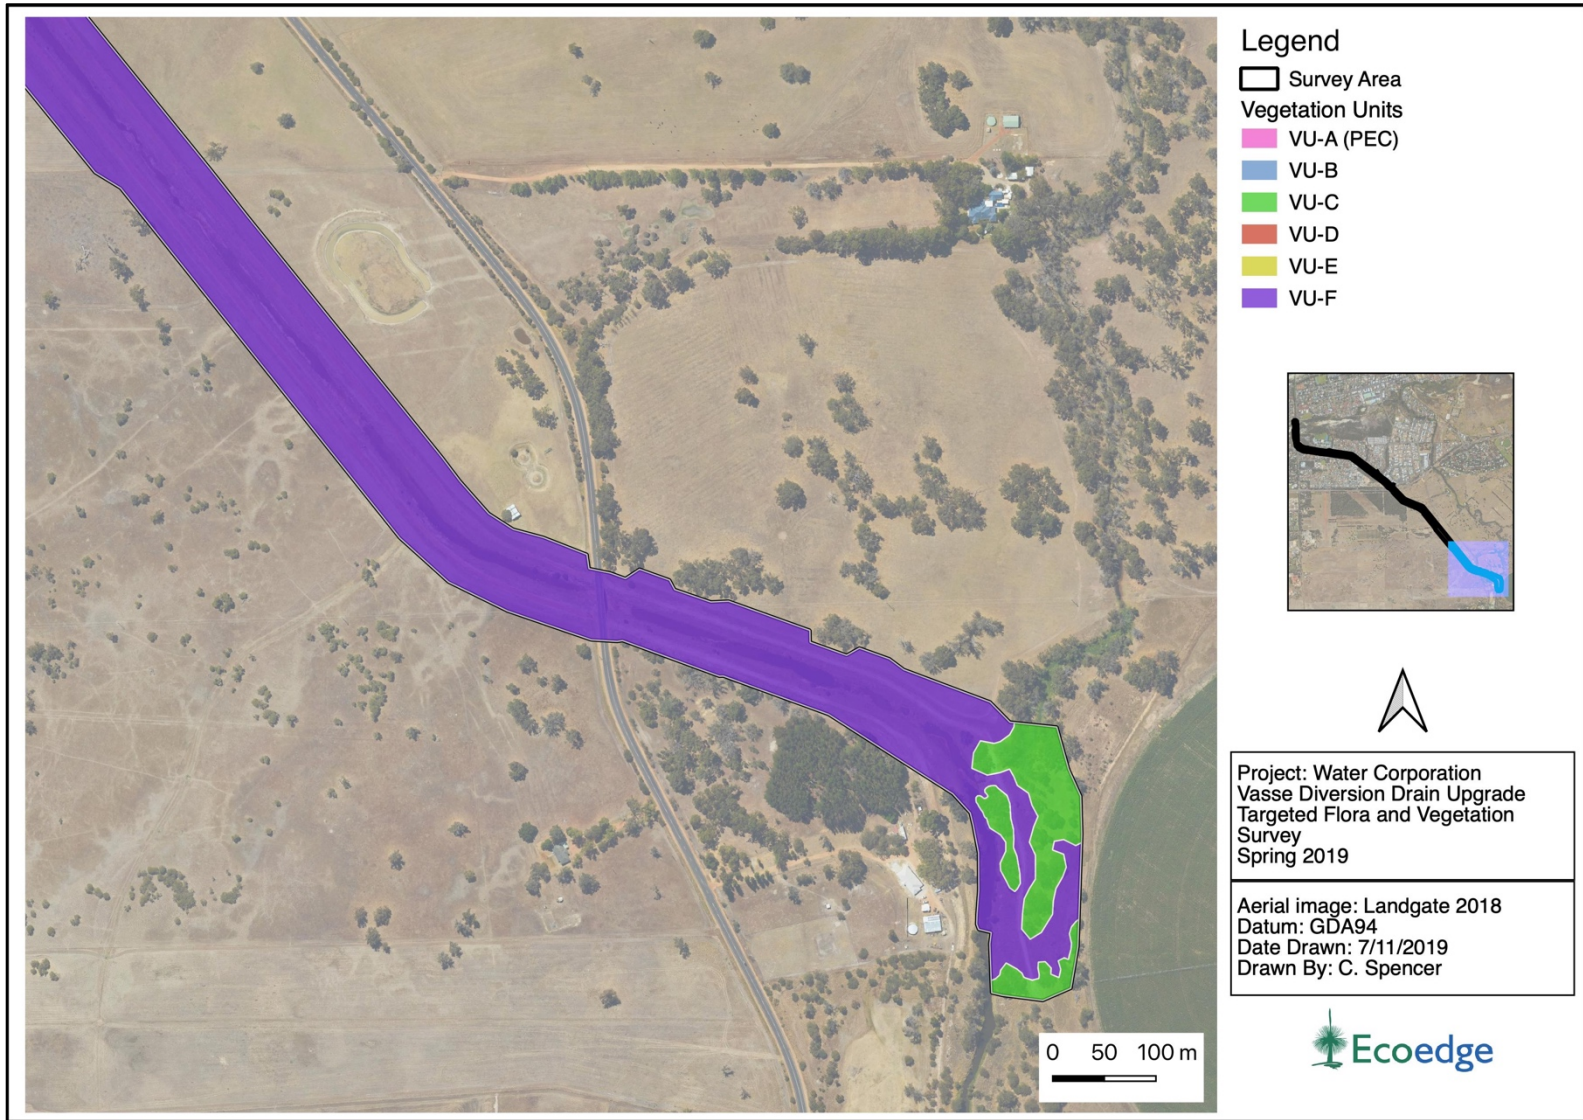 Legend
Survey Area
Vegetation Units
VU-A (PEC)
VU-B
VU-C
VU-D
VU-E
VU-F
Project: Water Corporation
Vasse Diversion Drain Upgrade
Targeted Flora and Vegetation
Survey
Spring 2019
Aerial image: Landgate 2018
Datum: GDA94
Date Drawn: 7/11/2019
Drawn By: C. Spencer
Ecoedge
0 50 100 m